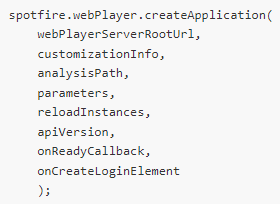 spotfire.webPlayer.createApplication(
    webPlayerServerRootUrl,
    customizationInfo,
    analysisPath,
    parameters,
    reloadInstances,
    apiVersion,
    onReadyCallback,
    onCreateLoginElement
    );